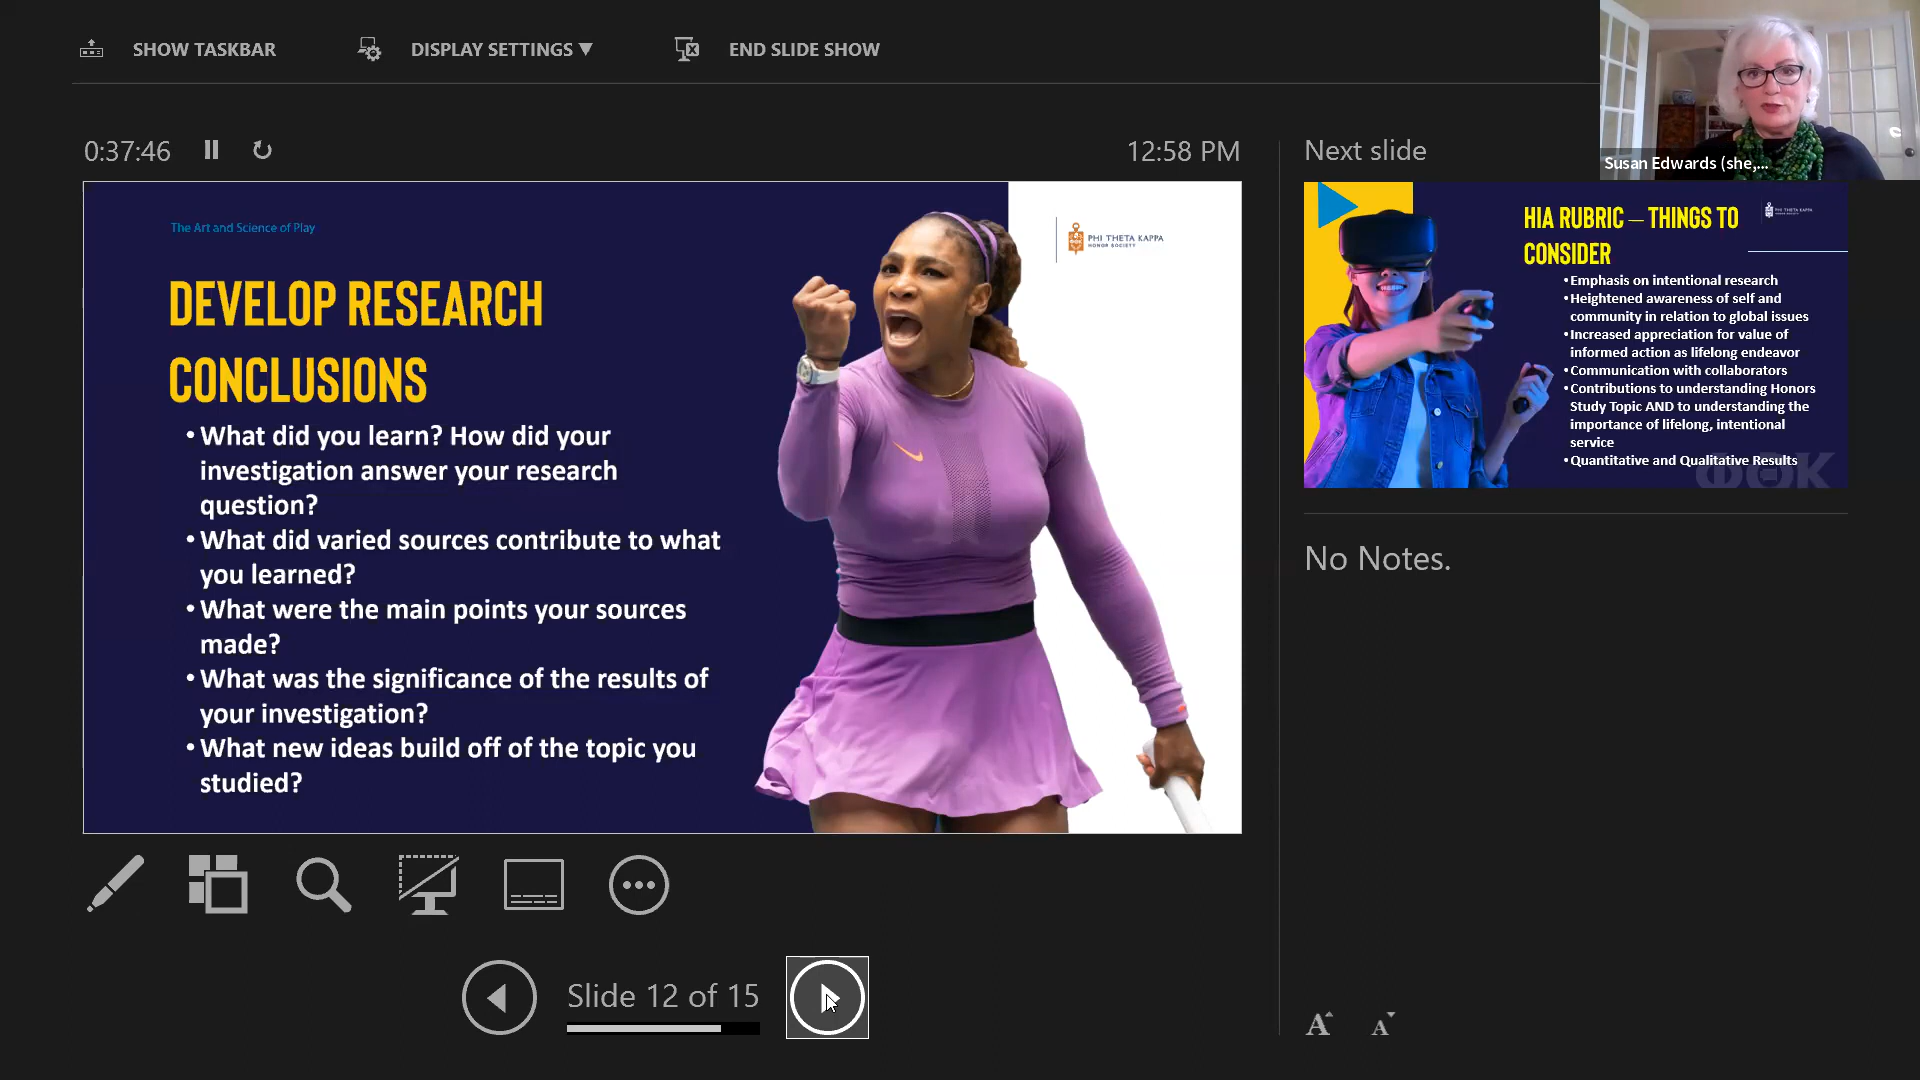 SHOW TASKBAR
DISPLAY SETTINGS ▼
END SLIDE SHOW
Susan Edwards (she,...
0:37:46
12:58 PM
Next slide
The Art and Science of Play
PHI THETA KAPPA
HONOR SOCIETY
DEVELOP RESEARCH
CONCLUSIONS
• What did you learn? How did your
investigation answer your research
question?
• What did varied sources contribute to what
you learned?
• What were the main points your sources
made?
• What was the significance of the results of
your investigation?
• What new ideas build off of the topic you
studied?
HIA RUBRIC – THINGS TO
CONSIDER
PHI THETA KAPPA
• Emphasis on intentional research
• Heightened awareness of self and
community in relation to global issues
• Increased appreciation for value of
informed action as lifelong endeavor
• Communication with collaborators
• Contributions to understanding Honors
Study Topic AND to understanding the
importance of lifelong, intentional
service
• Quantitative and Qualitative Results
ΦΘΚ
No Notes.
Slide 12 of 15
A
A